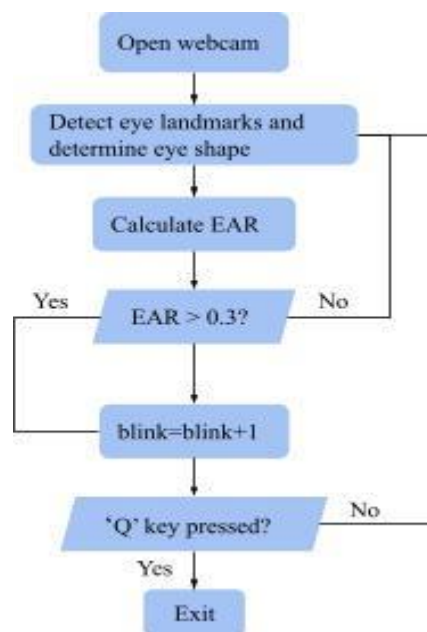 Open webcam
Detect eye landmarks and
determine eye shape
Calculate EAR
Yes
No
EAR > 0.3?
blink=blink+1
‘Q’ key pressed?
No
Yes
Exit